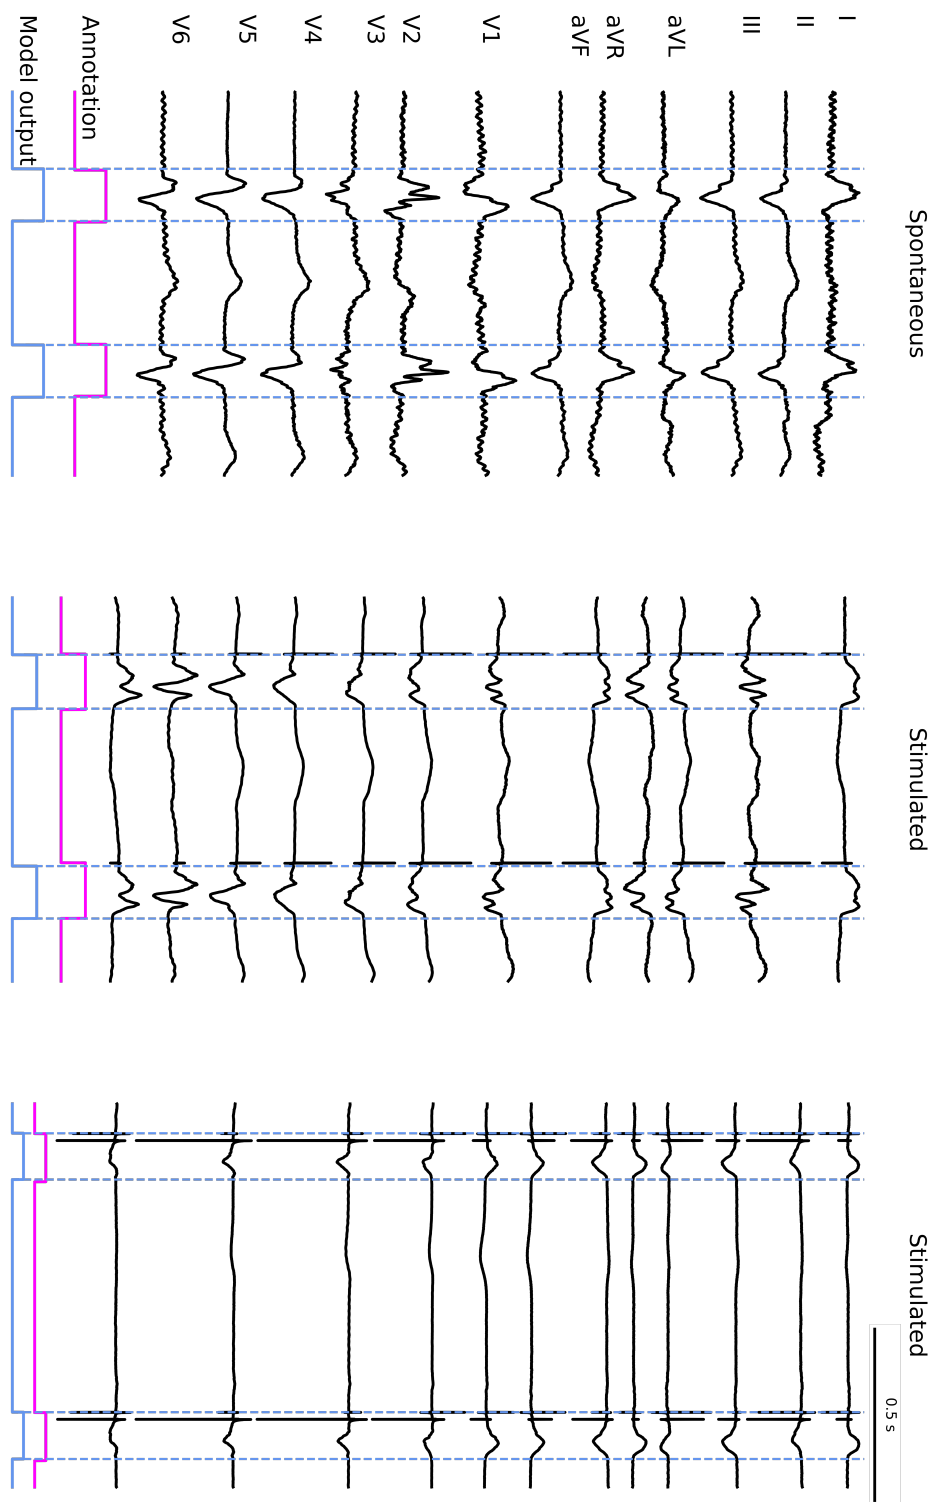 Spontaneous
Stimulated
Stimulated
0.5 s
I
II
III
aVL
aVR
aVF
V1
V2
V3
V4
V5
V6
Annotation
Model output